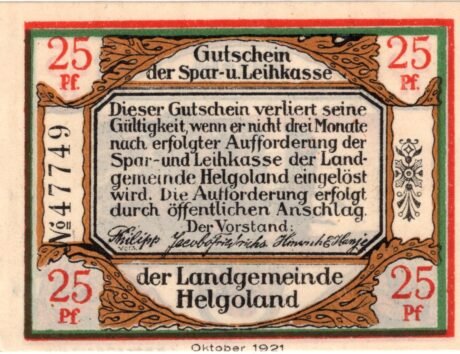 25 Pf.
Gutschein
der Spar-u. Leihkasse
25 Pf.
Dieser Gutschein verliert seine
Gültigkeit, wenn er nicht drei Monate
nach erfolgter Aufforderung der
Spar-und Leihkasse der Land-
gemeinde Helgoland eingelöst
wird. Die Aufforderung erfolgt
durch öffentlichen Anschlag.
Der Vorstand:
Philipp
No 47749
25 Pf
der Landgemeinde
Helgoland
25 Pf
Oktober 1921